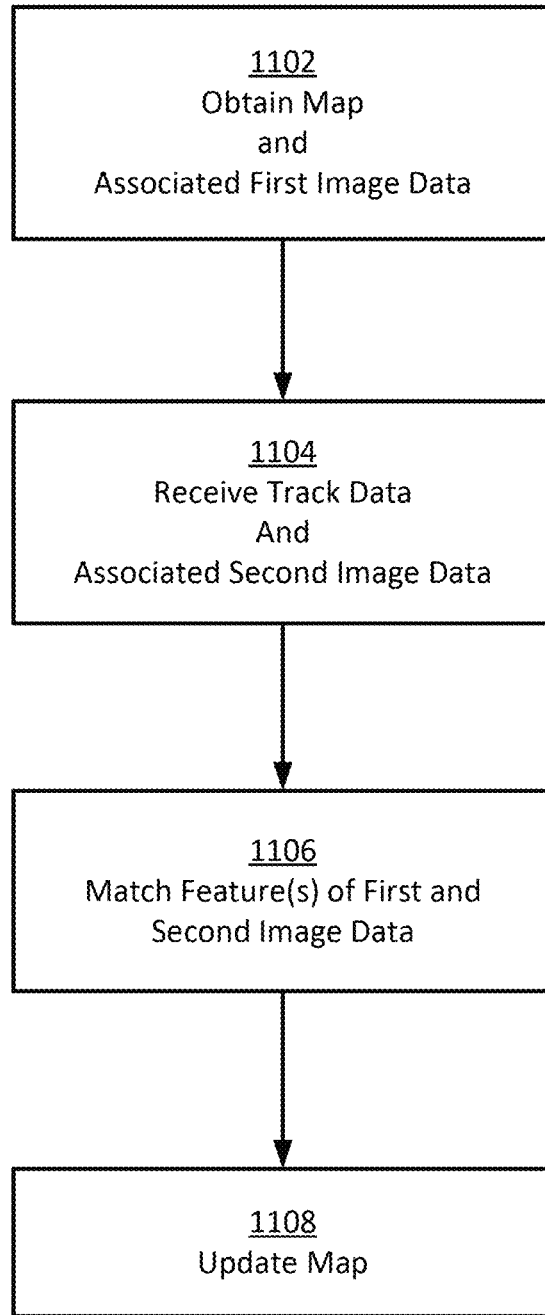 1102
Obtain Map
and
Associated First Image Data
1104
Receive Track Data
And
Associated Second Image Data
1106
Match Feature(s) of First and
Second Image Data
1108
Update Map